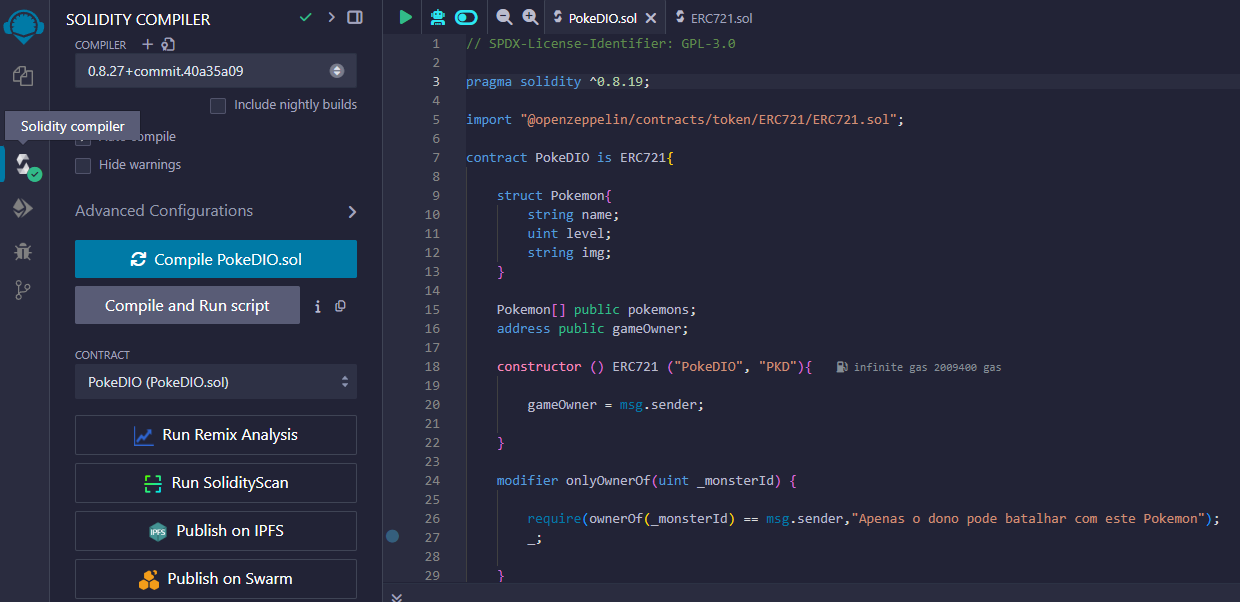 SOLIDITY COMPILER
COMPILER
0.8.27+commit.40a35a09
Include nightly builds
Solidity compiler
compile
Hide warnings
Advanced Configurations
Compile PokeDIO.sol
Compile and Run script
i
CONTRACT
PokeDIO (PokeDIO.sol)
Run Remix Analysis
Run SolidityScan
IPFS Publish on IPFS
Publish on Swarm
PokeDIO.sol
ERC721.sol
1 // SPDX-License-Identifier: GPL-3.0
2
3 pragma solidity ^0.8.19;
4
5 import "@openzeppelin/contracts/token/ERC721/ERC721.sol";
6
7 contract PokeDIO is ERC721{
8
9 struct Pokemon{
10 string name;
11 uint level;
12 string img;
13 }
14
15 Pokemon[] public pokemons;
16 address public gameOwner;
17
18 constructor () ERC721 ("PokeDIO", "PKD"){ infinite gas 2009400 gas
19
20 gameOwner = msg.sender;
21
22 }
23
24 modifier onlyOwnerOf(uint _monsterId) {
25
26 require(ownerOf(_monsterId) == msg.sender,"Apenas o dono pode batalhar com este Pokemon");
27 _;
28
29 }